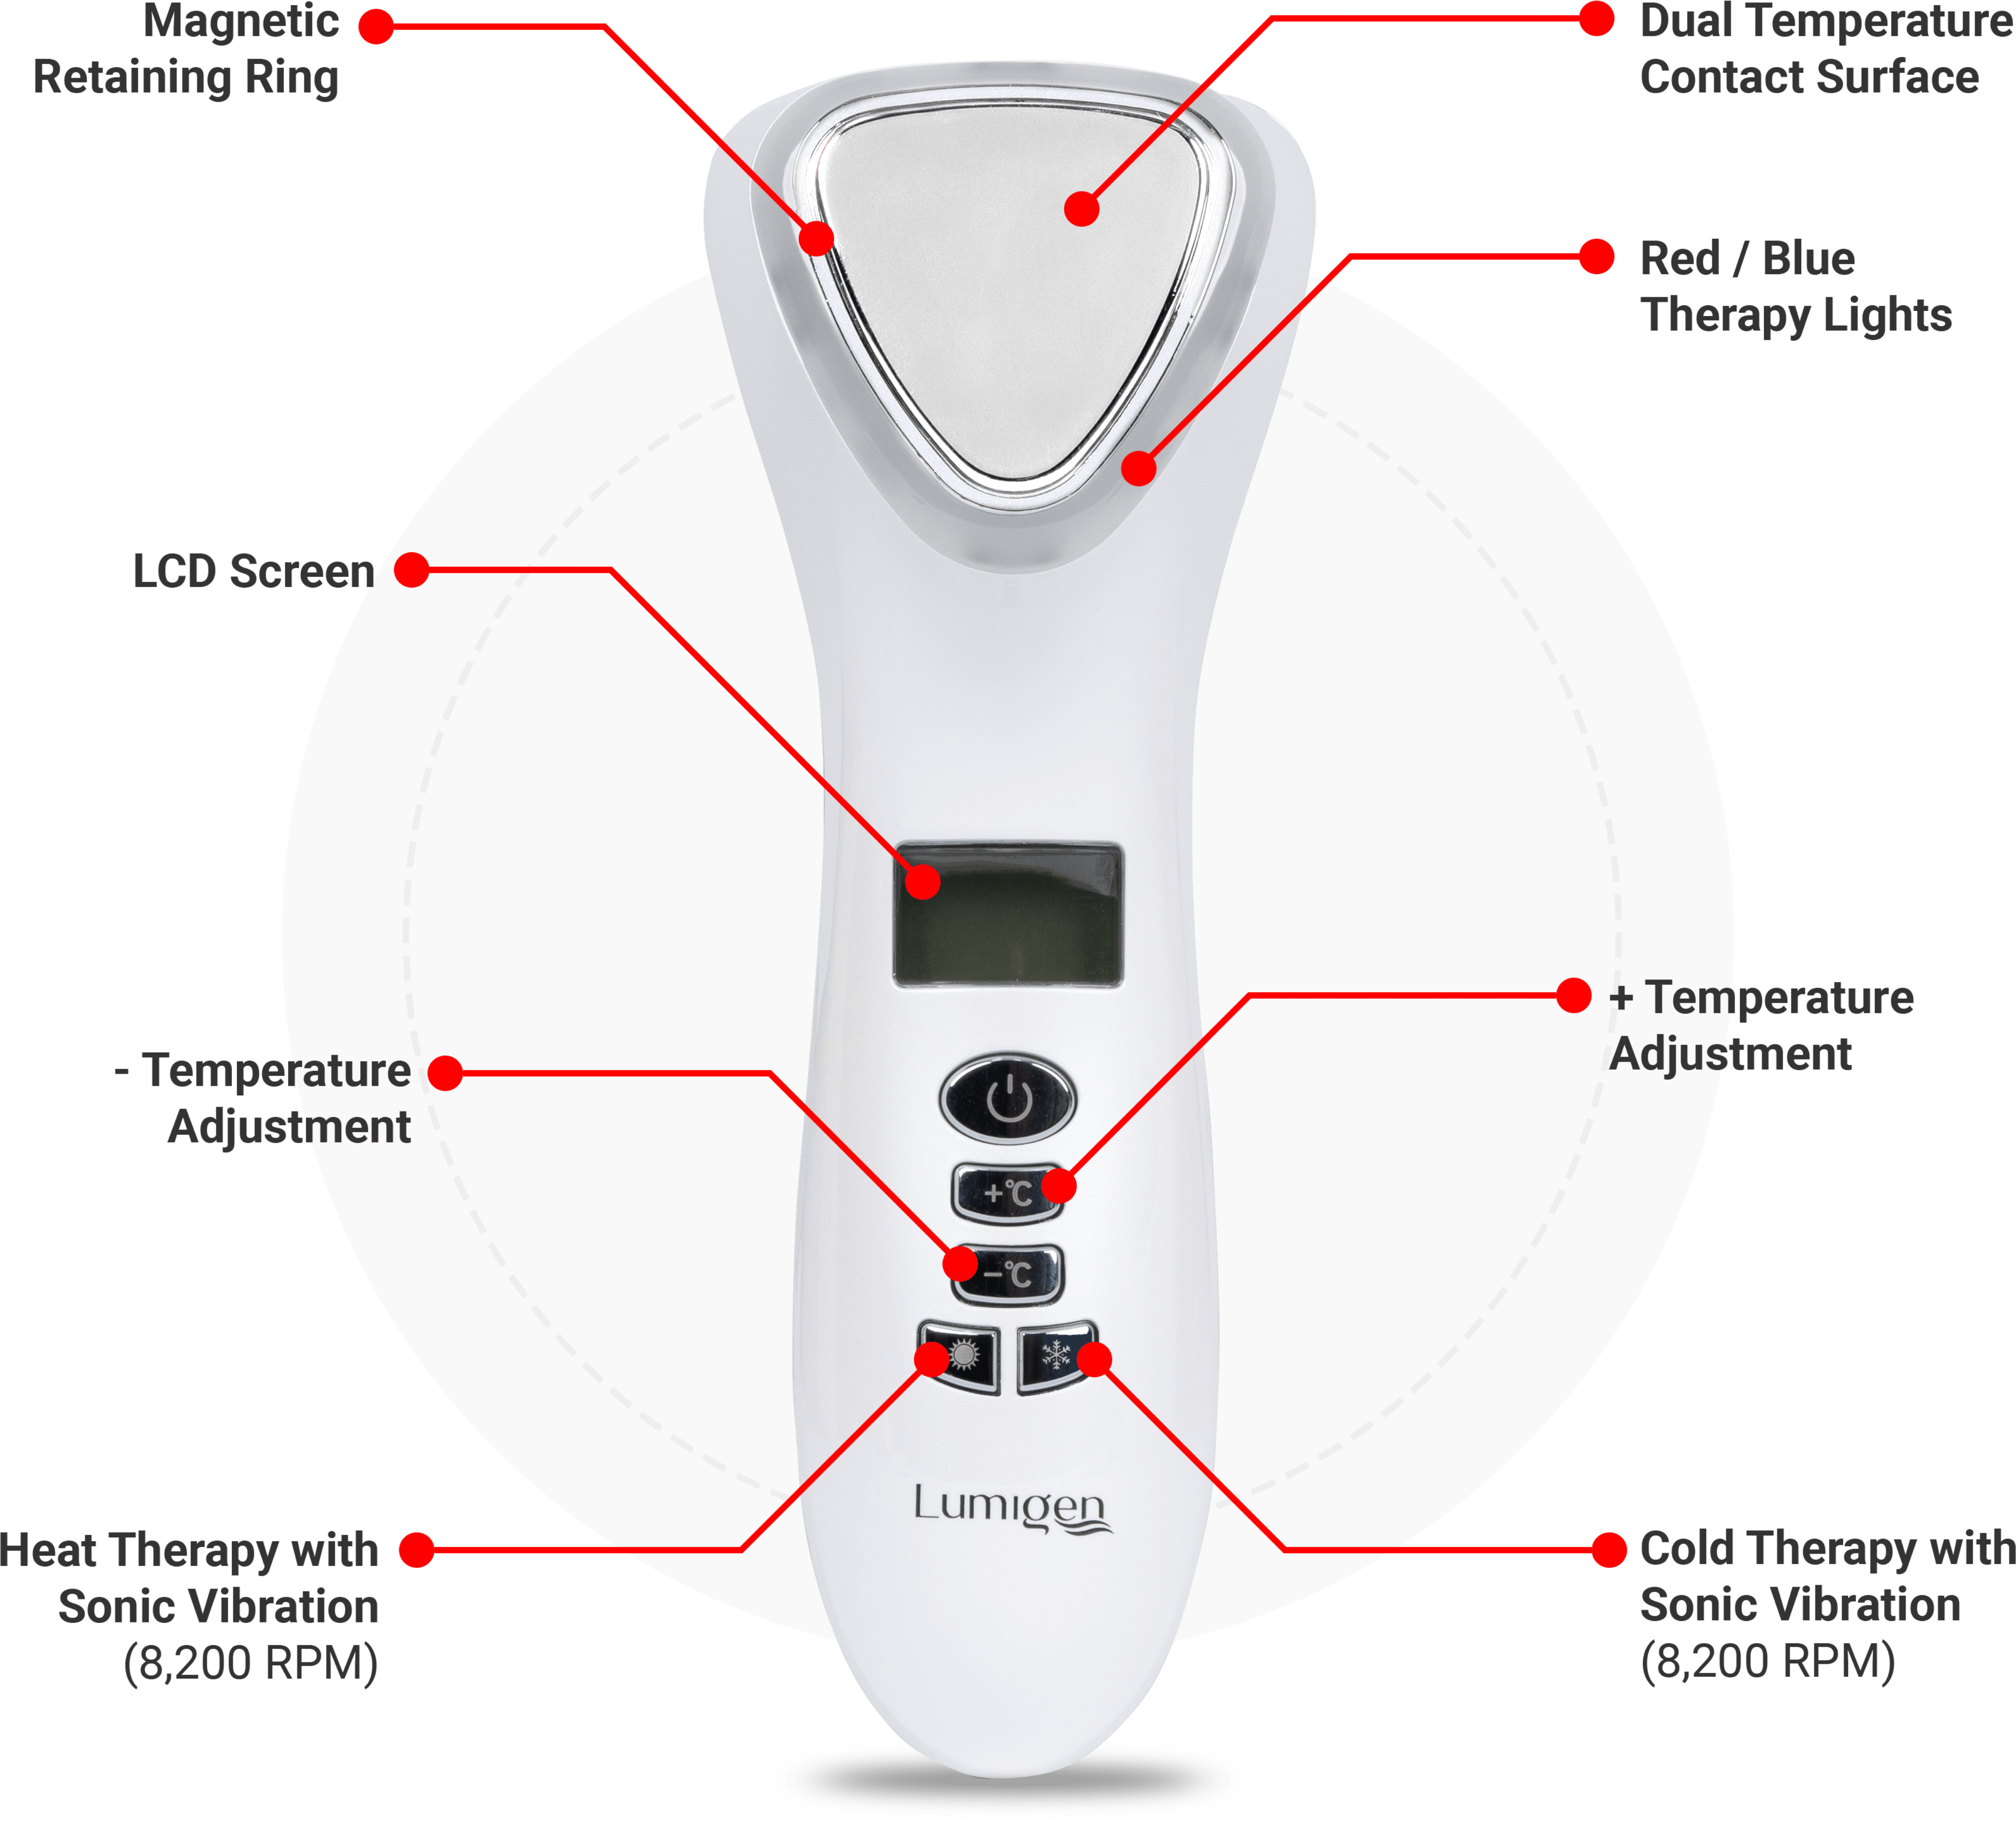 Magnetic
Retaining Ring
Dual Temperature
Contact Surface
Red / Blue
Therapy Lights
LCD Screen
+ Temperature
Adjustment
- Temperature
Adjustment
+°C
−°C
Lumigen
Heat Therapy with
Sonic Vibration
(8,200 RPM)
Cold Therapy with
Sonic Vibration
(8,200 RPM)